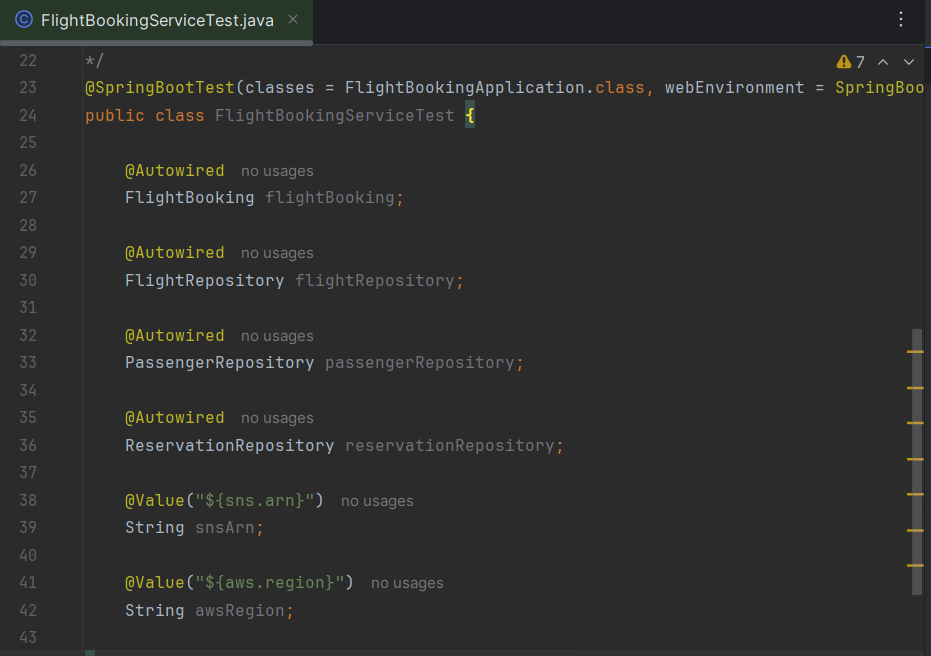 FlightBookingServiceTest.java
7
22 */
23 @SpringBootTest(classes = FlightBookingApplication.class, webEnvironment = SpringBoo
24 public class FlightBookingServiceTest {
25
26 @Autowired no usages
27 FlightBooking flightBooking;
28
29 @Autowired no usages
30 FlightRepository flightRepository;
31
32 @Autowired no usages
33 PassengerRepository passengerRepository;
34
35 @Autowired no usages
36 ReservationRepository reservationRepository;
37
38 @Value("${sns.arn}") no usages
39 String snsArn;
40
41 @Value("${aws.region}") no usages
42 String awsRegion;
43